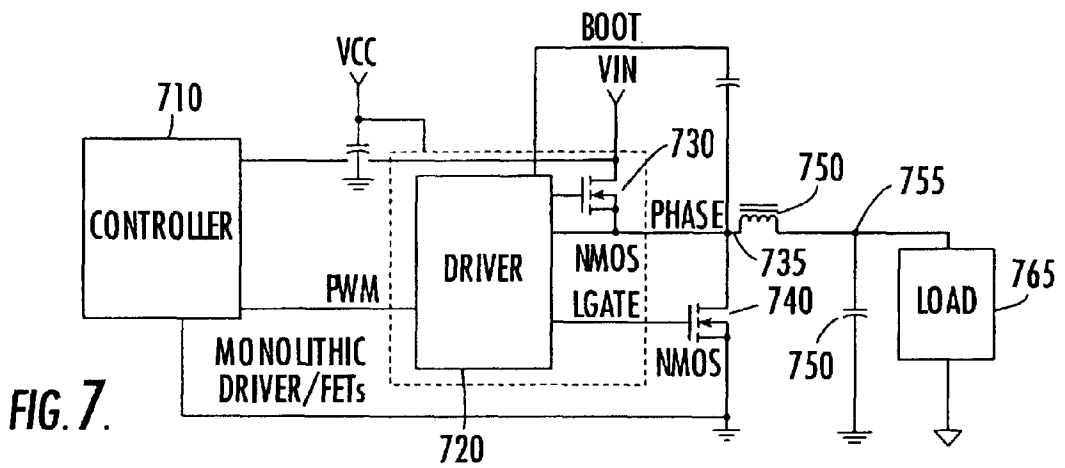 BOOT
VCC
VIN
710
730
750
755
CONTROLLER
PHASE
DRIVER
NMOS
735
765
PWM
LGATE
740
LOAD
MONOLITHIC
DRIVER/FETs
NMOS
750
FIG. 7.
720